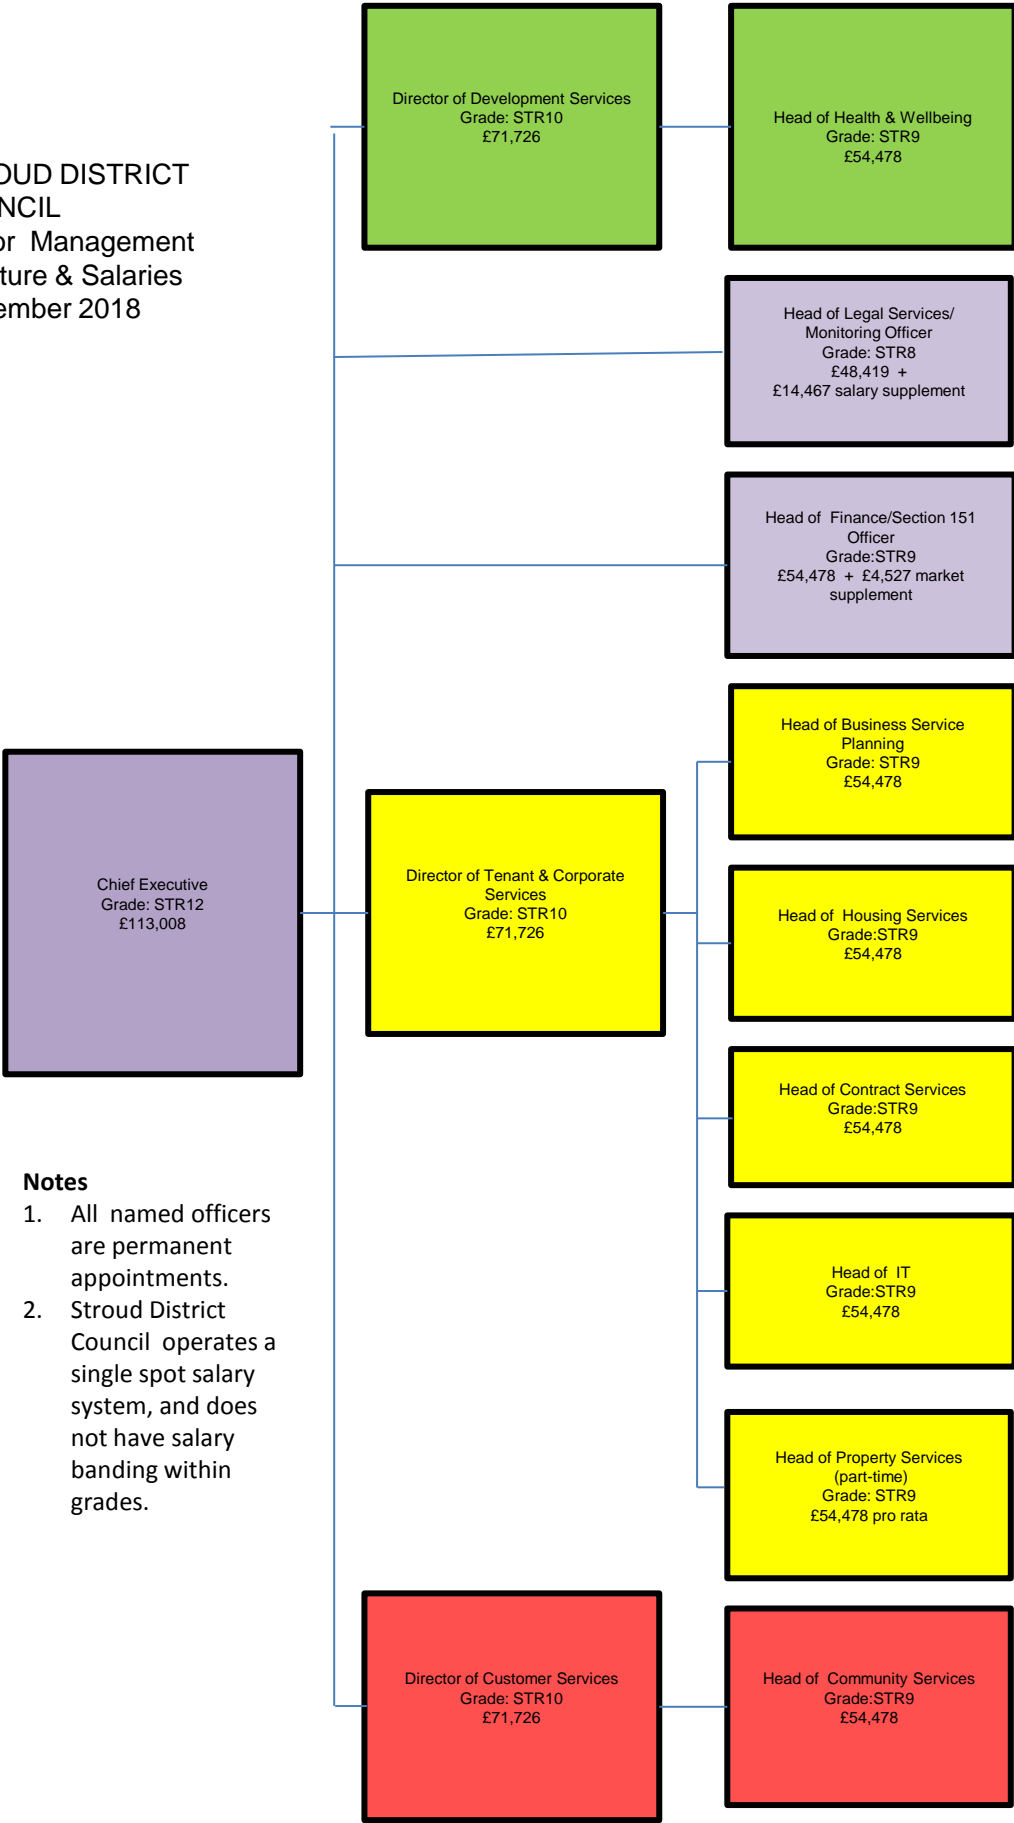 OUD DISTRICT
NCIL
or Management
ture & Salaries
ember 2018
Director of Development Services
Grade: STR10
£71,726
Head of Health & Wellbeing
Grade: STR9
£54,478
Head of Legal Services/
Monitoring Officer
Grade: STR8
£48,419 +
£14,467 salary supplement
Head of Finance/Section 151
Officer
Grade:STR9
£54,478 + £4,527 market
supplement
Head of Business Service
Planning
Grade: STR9
£54,478
Chief Executive
Grade: STR12
£113,008
Director of Tenant & Corporate
Services
Grade: STR10
£71,726
Head of Housing Services
Grade:STR9
£54,478
Head of Contract Services
Grade:STR9
£54,478
Head of IT
Grade:STR9
£54,478
Head of Property Services
(part-time)
Grade: STR9
£54,478 pro rata
Notes
1. All named officers
are permanent
appointments.
2. Stroud District
Council operates a
single spot salary
system, and does
not have salary
banding within
grades.
Director of Customer Services
Grade: STR10
£71,726
Head of Community Services
Grade:STR9
£54,478